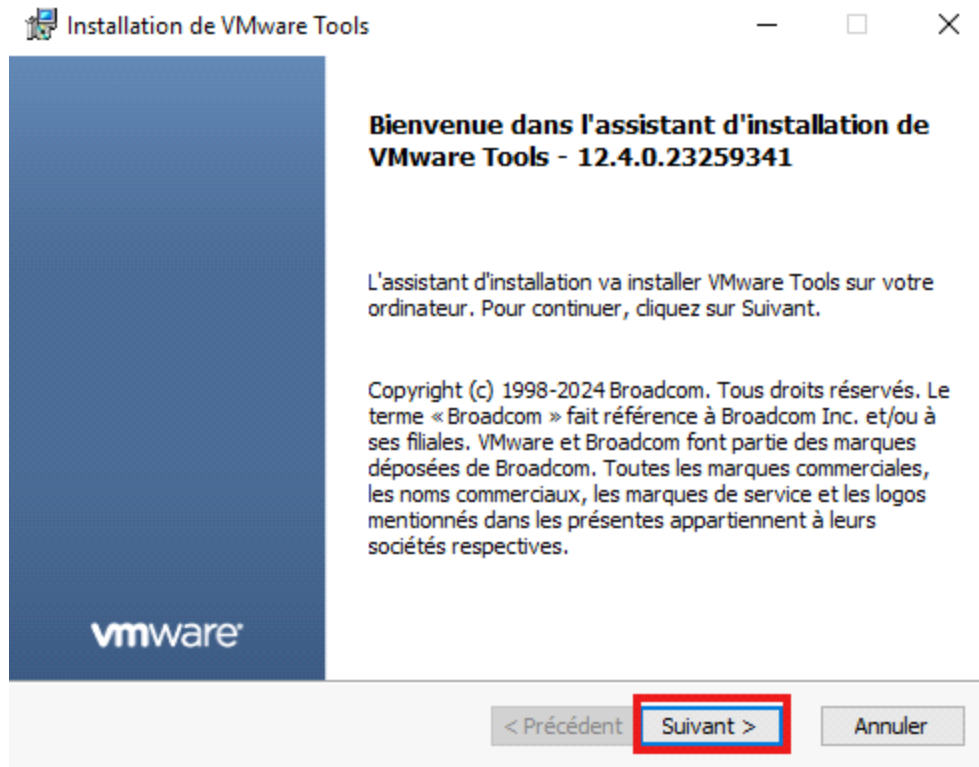 Installation de VMware Tools
Bienvenue dans l'assistant d'installation de
VMware Tools - 12.4.0.23259341
L'assistant d'installation va installer VMware Tools sur votre
ordinateur. Pour continuer, cliquez sur Suivant.
Copyright (c) 1998-2024 Broadcom. Tous droits réservés. Le
terme « Broadcom » fait référence à Broadcom Inc. et/ou à
ses filiales. VMware et Broadcom font partie des marques
déposées de Broadcom. Toutes les marques commerciales,
les noms commerciaux, les marques de service et les logos
mentionnés dans les présentes appartiennent à leurs
sociétés respectives.
vmware
< Précédent Suivant > Annuler